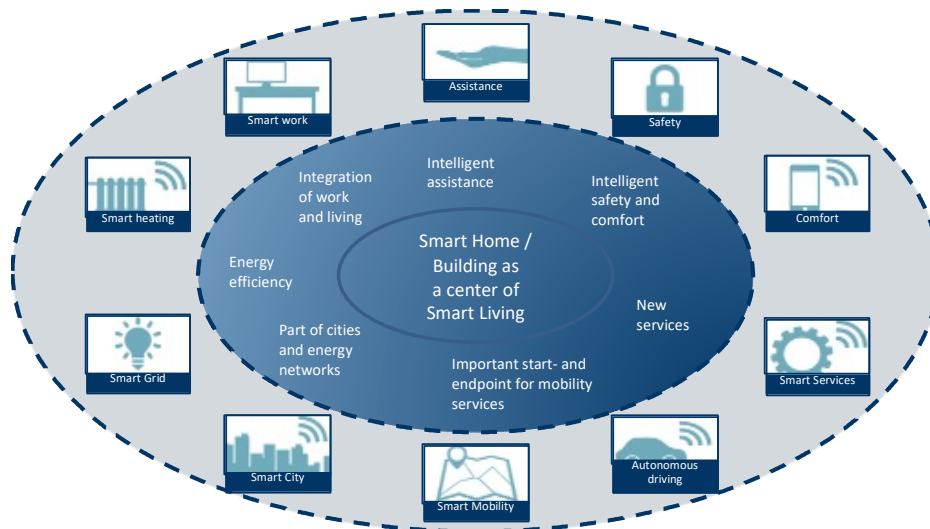 Assistance
Smart work
Safety
Smart heating
Comfort
Integration
of work
and living
Intelligent
assistance
Intelligent
safety and
comfort
Smart Home /
Building as
a center of
Smart Living
Energy
efficiency
New
services
Part of cities
and energy
networks
Important start- and
endpoint for mobility
services
Smart Grid
Smart Services
Smart City
Smart Mobility
Autonomous
driving